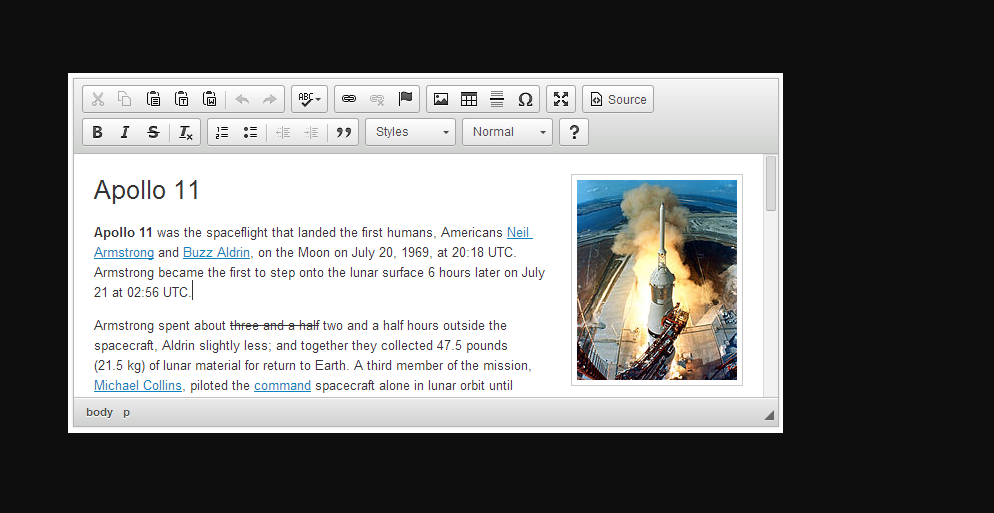 ABC
Source
B I S Tx
Styles
Normal
?
Apollo 11
Apollo 11 was the spaceflight that landed the first humans, Americans Neil
Armstrong and Buzz Aldrin, on the Moon on July 20, 1969, at 20:18 UTC.
Armstrong became the first to step onto the lunar surface 6 hours later on July
21 at 02:56 UTC.
Armstrong spent about three and a half two and a half hours outside the
spacecraft, Aldrin slightly less; and together they collected 47.5 pounds
(21.5 kg) of lunar material for return to Earth. A third member of the mission,
Michael Collins, piloted the command spacecraft alone in lunar orbit until
body p